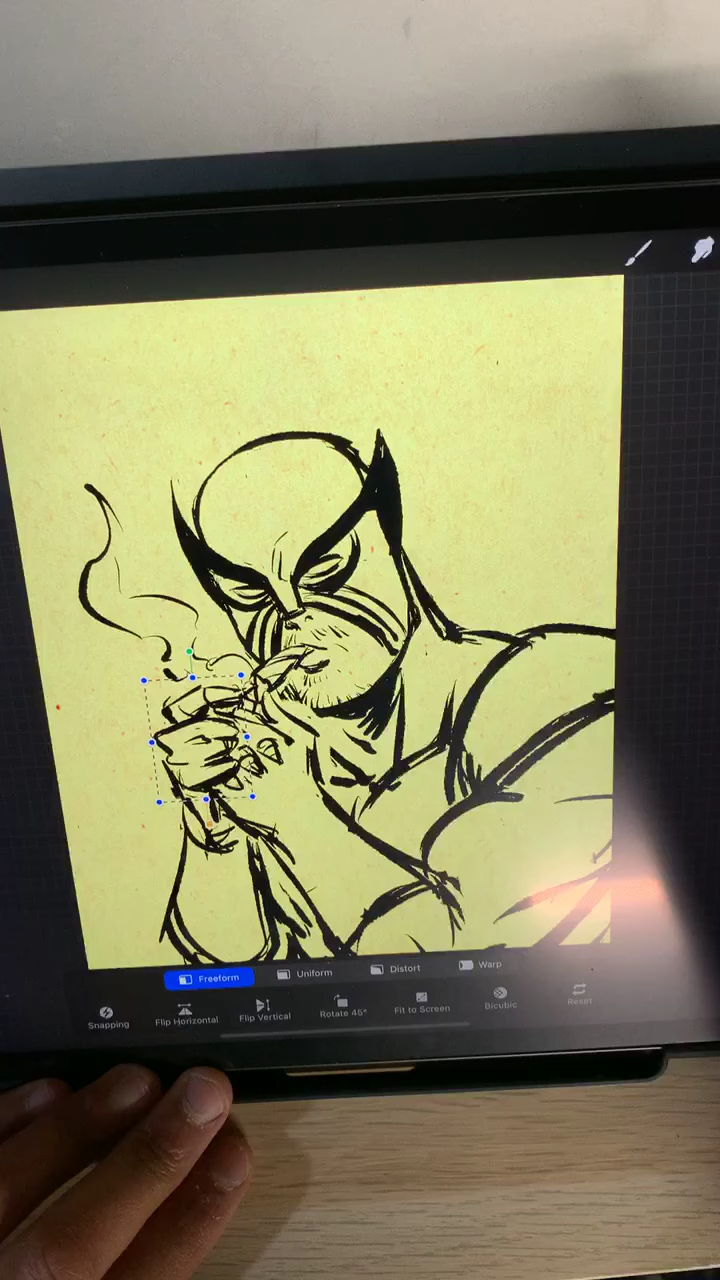 Freeform Uniform Distort Warp
Snapping Flip Horizontal Flip Vertical Rotate 45° Fit to Screen Bicubic Reset